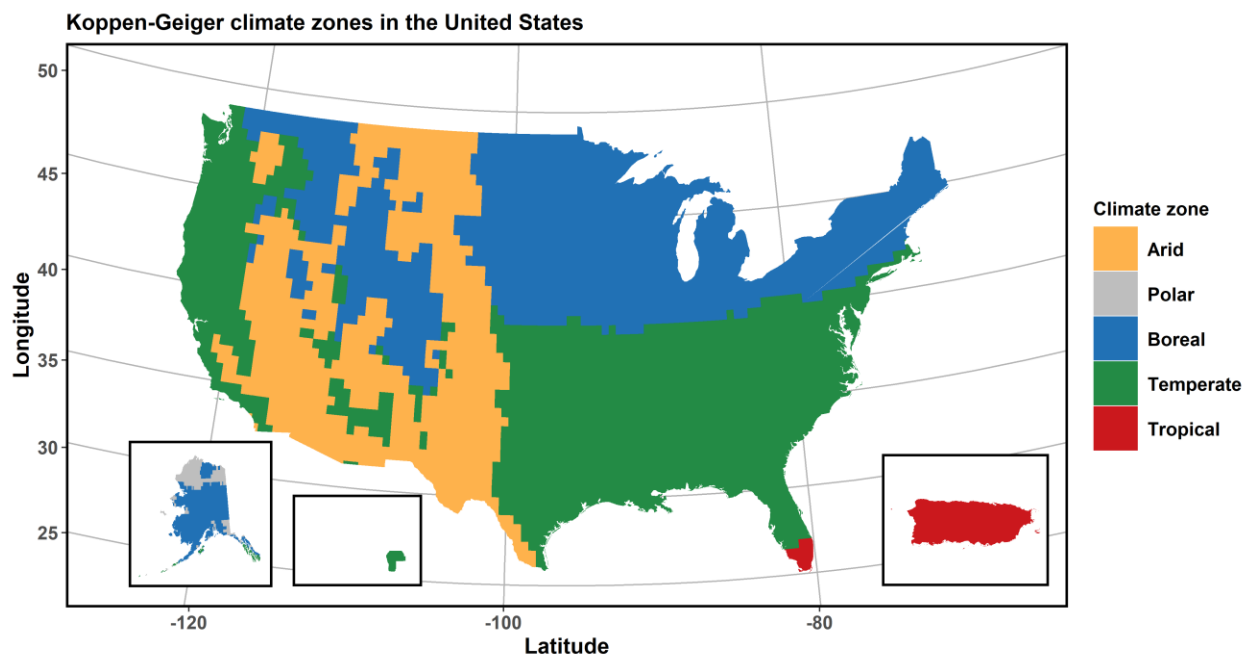 Koppen-Geiger climate zones in the United States
50
45
40
35
30
25
Longitude
-120
-100
-80
Latitude
Climate zone
Arid
Polar
Boreal
Temperate
Tropical